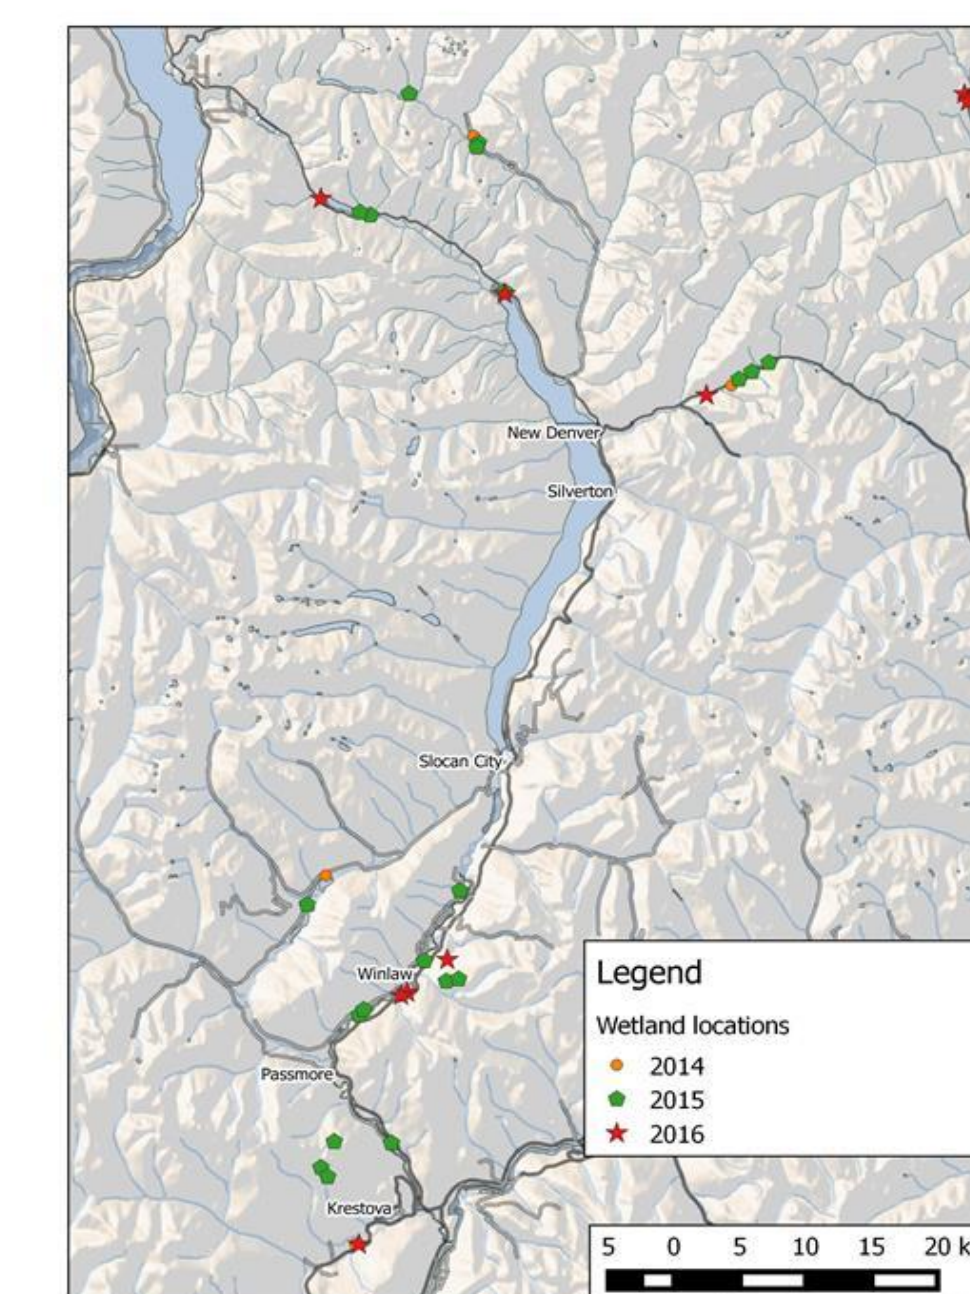 New Denver
Silverton
Slocan City
Winlaw
Passmore
Krestova
Legend
Wetland locations
2014
2015
2016
5 0 5 10 15 20 k